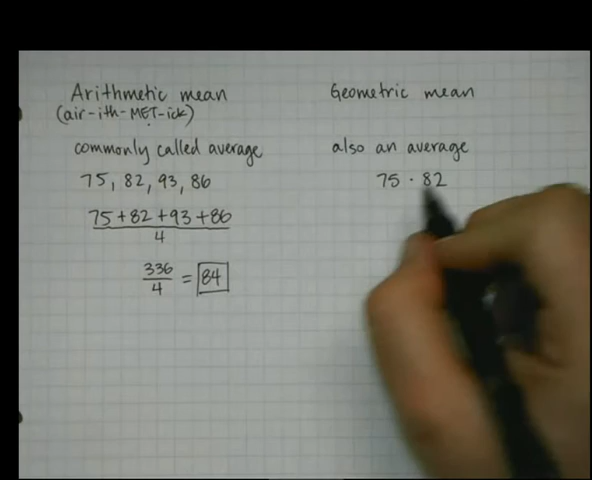 Arithmetic mean
(air-ith-MET-ick)
commonly called average
75, 82, 93, 86
75+82+93+86
4
336
4
= 84
Geometric mean
also an average
75 · 82